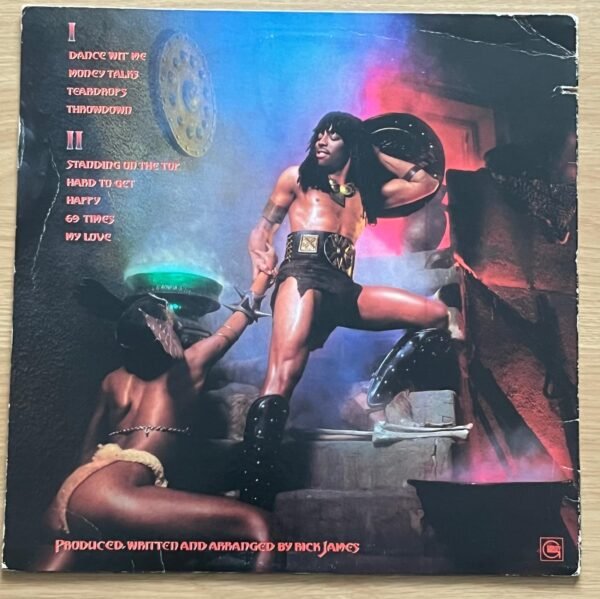 I
DANCE WIT' ME
MONEY TALKS
TEARDROPS
THROWDOWN
II
STANDING ON THE TOP
HARD TO GET
HAPPY
69 TIMES
MY LOVE
PRODUCED, WRITTEN AND ARRANGED BY RICK JAMES